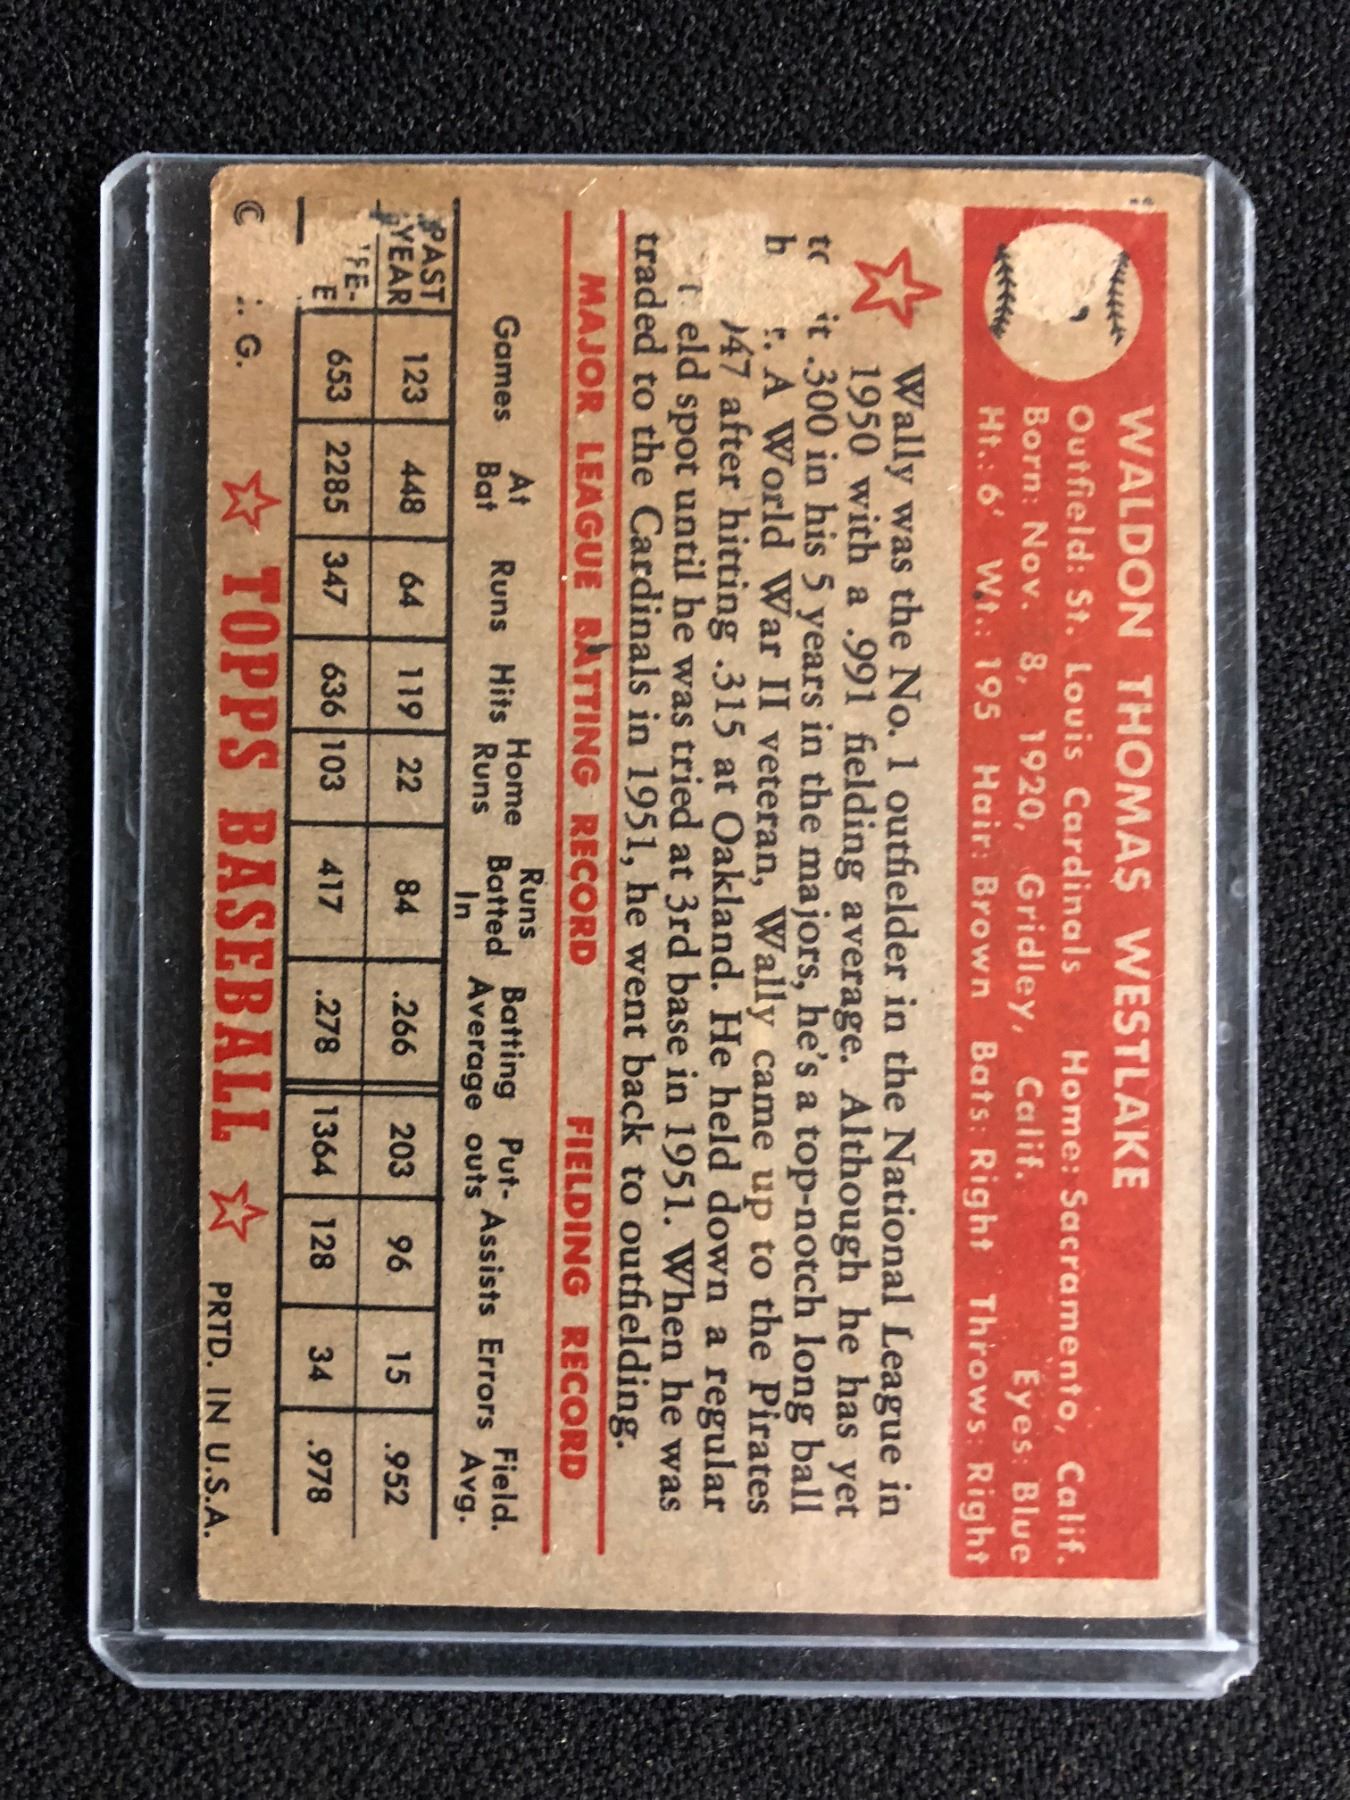 WALDON THOMAS WESTLAKE
Outfield: St. Louis Cardinals Home: Sacramento, Calif.
Born: Nov. 8, 1920, Gridley, Calif. Eyes: Blue
Ht.: 6' Wt.: 195 Hair: Brown Bats: Right Throws: Right
Wally was the No. 1 outfielder in the National League in
1950 with a .991 fielding average. Although he has yet
it .300 in his 5 years in the majors, he's a top-notch long ball
h r. A World War II veteran, Wally came up to the Pirates
947 after hitting .315 at Oakland. He held down a regular
eld spot until he was tried at 3rd base in 1951. When he was
traded to the Cardinals in 1951, he went back to outfielding.
MAJOR LEAGUE BATTING RECORD FIELDING RECORD
Games At Bat Runs Hits Home Runs Runs Batted In Batting Average Put-outs Assists Errors Field. Avg.
PAST YEAR 123 448 64 119 22 84 .266 203 96 15 .952
FE- E 653 2285 347 636 103 417 .278 1364 128 34 .978
© . G. TOPPS BASEBALL PRTD. IN U.S.A.